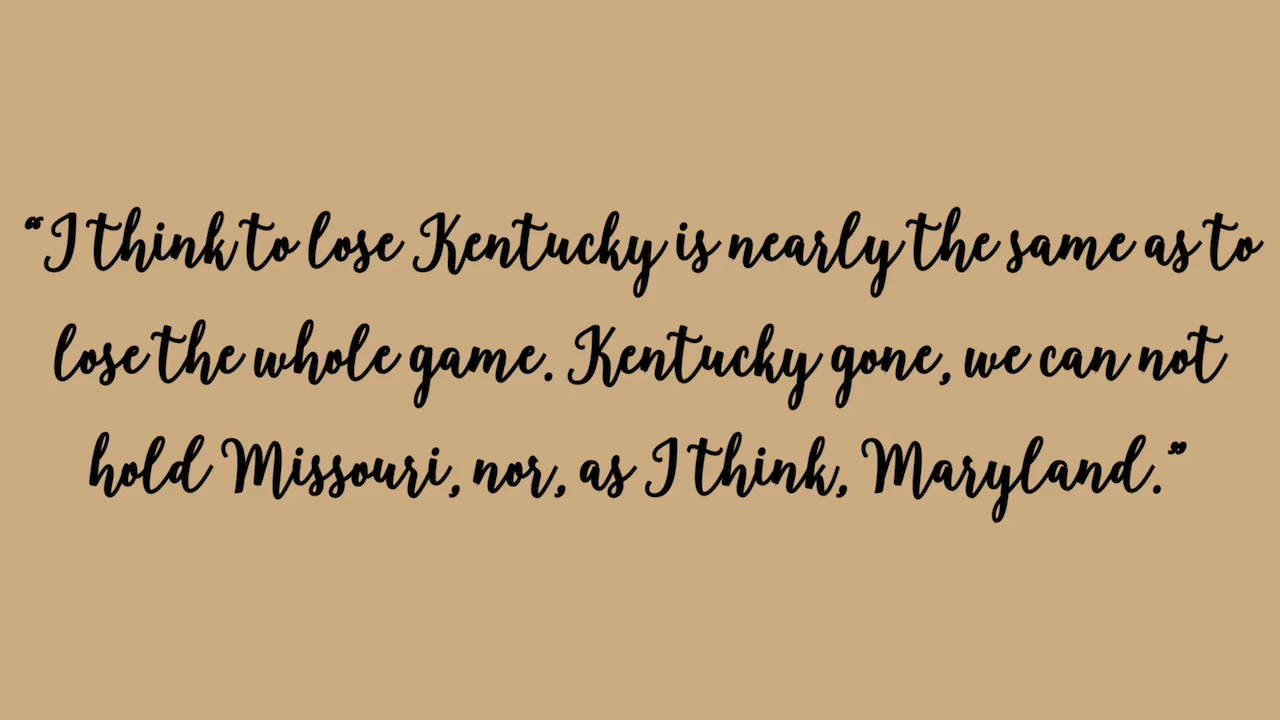 “I think to lose Kentucky is nearly the same as to
lose the whole game. Kentucky gone, we can not
hold Missouri, nor, as I think, Maryland.”